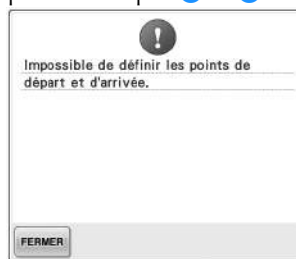 Impossible de définir les points de
départ et d'arrivée.
FERMER